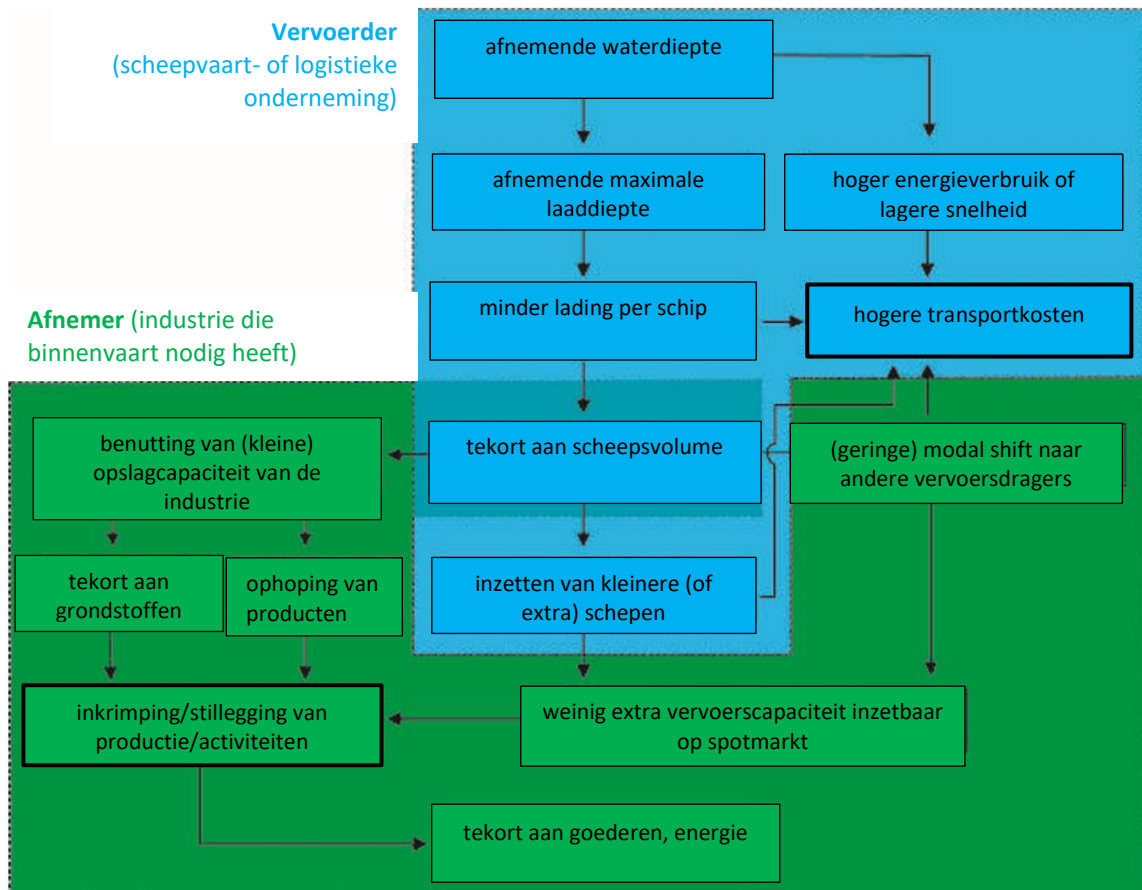 Vervoerder
(scheepvaart- of logistieke
onderneming)
afnemende waterdiepte
afnemende maximale
laaddiepte
hoger energieverbruik of
lagere snelheid
minder lading per schip
hogere transportkosten
Afnemer (industrie die
binnenvaart nodig heeft)
benutting van (kleine)
opslagcapaciteit van de
industrie
tekort aan scheepsvolume
(geringe) modal shift naar
andere vervoersdragers
tekort aan
grondstoffen
ophoping van
producten
inzetten van kleinere (of
extra) schepen
inkrimping/stillegging van
productie/activiteiten
weinig extra vervoerscapaciteit inzetbaar
op spotmarkt
tekort aan goederen, energie